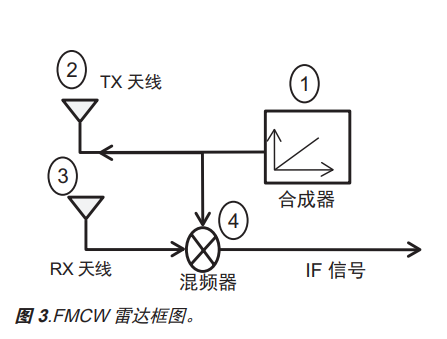 ②
TX 天线
①
③
合成器
④
RX 天线
混频器
IF 信号
图 3.FMCW 雷达框图。